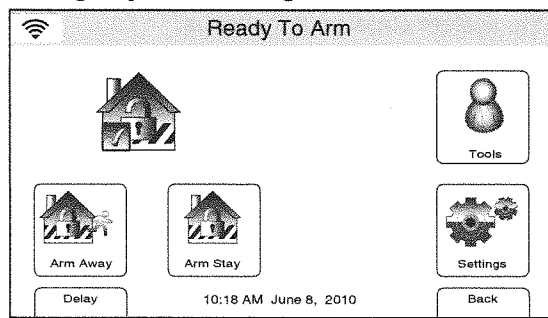 Ready To Arm
Tools
Arm Away
Arm Stay
Settings
Delay
10:18 AM June 8, 2010
Back